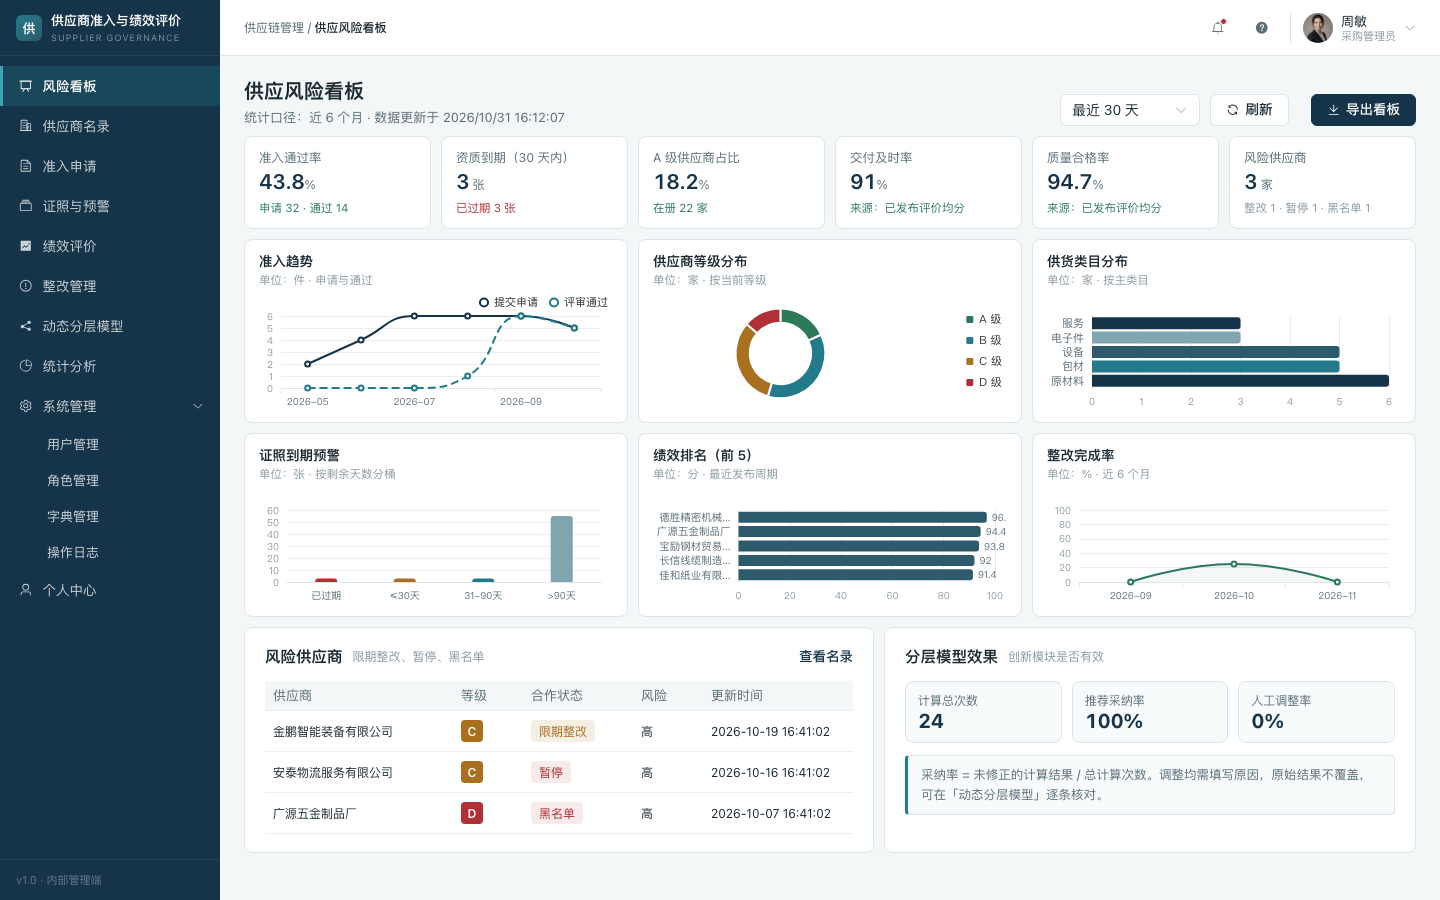 供
供应商准入与绩效评价
SUPPLIER GOVERNANCE
风险看板
供应商名录
准入申请
证照与预警
绩效评价
整改管理
动态分层模型
统计分析
系统管理
用户管理
角色管理
字典管理
操作日志
个人中心
v1.0 · 内部管理端
供应链管理 / 供应风险看板
周敏
采购管理员
供应风险看板
统计口径：近 6 个月 · 数据更新于 2026/10/31 16:12:07
最近 30 天
刷新
导出看板
准入通过率
43.8%
申请 32 · 通过 14
资质到期（30 天内）
3 张
已过期 3 张
A 级供应商占比
18.2%
在册 22 家
交付及时率
91%
来源：已发布评价均分
质量合格率
94.7%
来源：已发布评价均分
风险供应商
3 家
整改 1 · 暂停 1 · 黑名单 1
准入趋势
单位：件 · 申请与通过
提交申请 评审通过
6
5
4
3
2
1
0
2026-05 2026-07 2026-09
供应商等级分布
单位：家 · 按当前等级
A 级
B 级
C 级
D 级
供货类目分布
单位：家 · 按主类目
服务
电子件
设备
包材
原材料
0 1 2 3 4 5 6
证照到期预警
单位：张 · 按剩余天数分桶
60
50
40
30
20
10
0
已过期 ≤30天 31-90天 >90天
绩效排名（前 5）
单位：分 · 最近发布周期
德胜精密机械... 96.
广源五金制品厂 94.4
宝励钢材贸易... 93.8
长信线缆制造... 92
佳和纸业有限... 91.4
0 20 40 60 80 100
整改完成率
单位：% · 近 6 个月
100
80
60
40
20
0
2026-09 2026-10 2026-11
风险供应商 限期整改、暂停、黑名单 查看名录
供应商 等级 合作状态 风险 更新时间
金鹏智能装备有限公司 C 限期整改 高 2026-10-19 16:41:02
安泰物流服务有限公司 C 暂停 高 2026-10-16 16:41:02
广源五金制品厂 D 黑名单 高 2026-10-07 16:41:02
分层模型效果 创新模块是否有效
计算总次数
24
推荐采纳率
100%
人工调整率
0%
采纳率 = 未修正的计算结果 / 总计算次数。调整均需填写原因，原始结果不覆盖，
可在「动态分层模型」逐条核对。